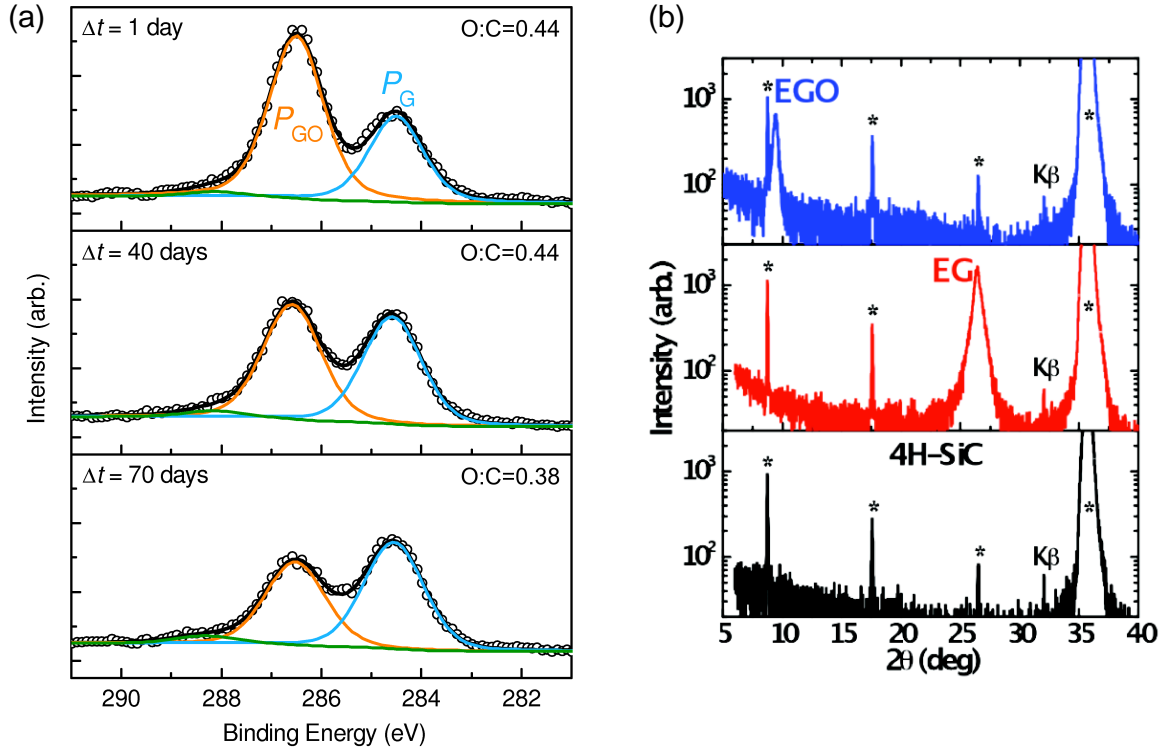 (a)
Δt = 1 day
O:C=0.44
P_GO
P_G
Δt = 40 days
O:C=0.44
Δt = 70 days
O:C=0.38
Intensity (arb.)
290 288 286 284 282
Binding Energy (eV)
(b)
10³
10²
* EGO
*
*
Kβ
*
10³
10²
*
*
EG
Kβ
*
10³
10²
4H–SiC
*
*
*
Kβ
*
Intensity (arb.)
5 10 15 20 25 30 35 40
2θ (deg)